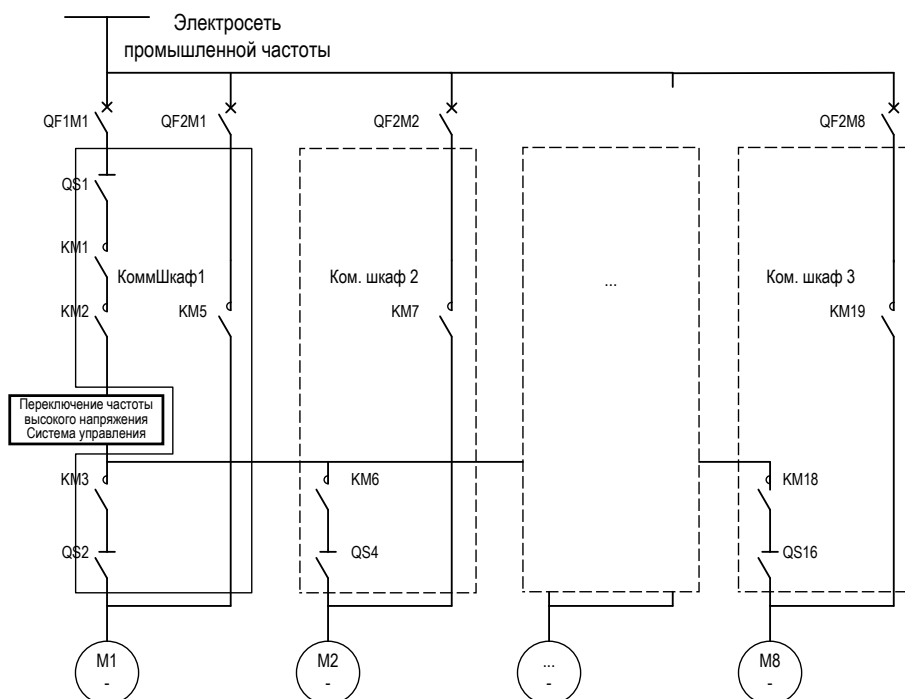 Электросеть
промышленной частоты
QF1M1
QF2M1
QF2M2
QF2M8
QS1
KM1
КоммШкаф1
Ком. шкаф 2
...
Ком. шкаф 3
KM2
KM5
KM7
KM19
Переключение частоты
высокого напряжения
Система управления
KM3
KM6
KM18
QS2
QS4
QS16
M1
-
M2
-
...
-
M8
-